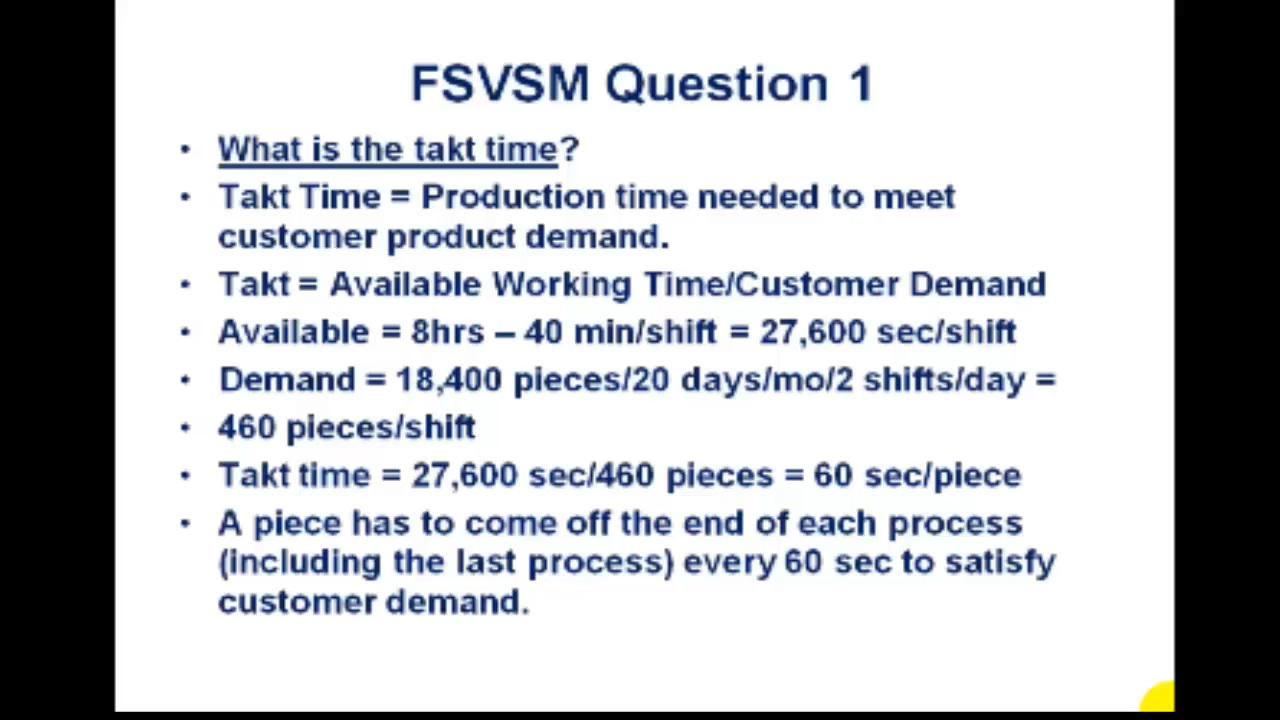 FSVSM Question 1
• What is the takt time?
• Takt Time = Production time needed to meet
customer product demand.
• Takt = Available Working Time/Customer Demand
• Available = 8hrs – 40 min/shift = 27,600 sec/shift
• Demand = 18,400 pieces/20 days/mo/2 shifts/day =
• 460 pieces/shift
• Takt time = 27,600 sec/460 pieces = 60 sec/piece
• A piece has to come off the end of each process
(including the last process) every 60 sec to satisfy
customer demand.